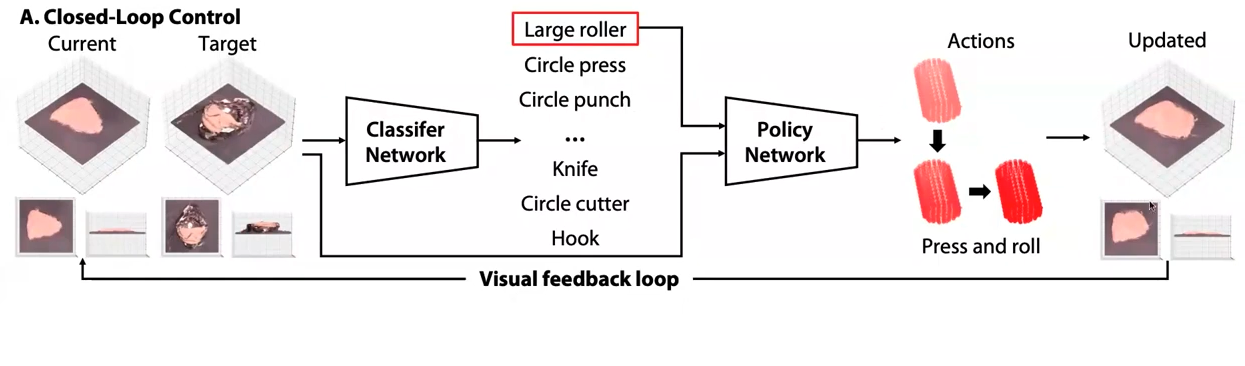 A. Closed-Loop Control
Current
Target
Classifer
Network
Large roller
Circle press
Circle punch
...
Knife
Circle cutter
Hook
Policy
Network
Actions
Press and roll
Updated
Visual feedback loop